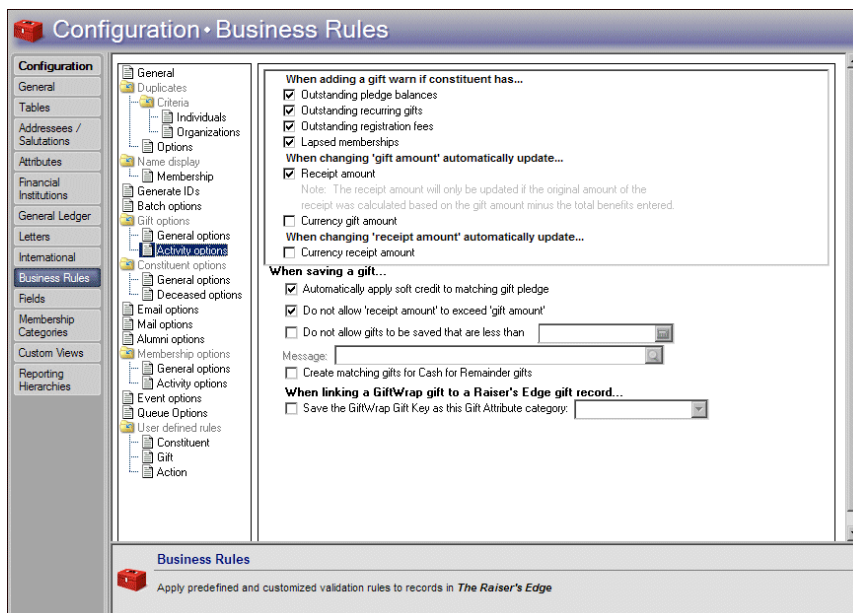 Configuration • Business Rules
Configuration
General
Tables
Addressees /
Salutations
Attributes
Financial
Institutions
General Ledger
Letters
International
Business Rules
Fields
Membership
Categories
Custom Views
Reporting
Hierarchies
General
Duplicates
Criteria
Individuals
Organizations
Options
Name display
Membership
Generate IDs
Batch options
Gift options
General options
Activity options
Constituent options
General options
Deceased options
Email options
Mail options
Alumni options
Membership options
General options
Activity options
Event options
Queue Options
User defined rules
Constituent
Gift
Action
When adding a gift warn if constituent has...
Outstanding pledge balances
Outstanding recurring gifts
Outstanding registration fees
Lapsed memberships
When changing 'gift amount' automatically update...
Receipt amount
Note: The receipt amount will only be updated if the original amount of the
receipt was calculated based on the gift amount minus the total benefits entered.
Currency gift amount
When changing 'receipt amount' automatically update...
Currency receipt amount
When saving a gift...
Automatically apply soft credit to matching gift pledge
Do not allow 'receipt amount' to exceed 'gift amount'
Do not allow gifts to be saved that are less than
Message:
Create matching gifts for Cash for Remainder gifts
When linking a GiftWrap gift to a Raiser's Edge gift record...
Save the GiftWrap Gift Key as this Gift Attribute category:
Business Rules
Apply predefined and customized validation rules to records in The Raiser's Edge